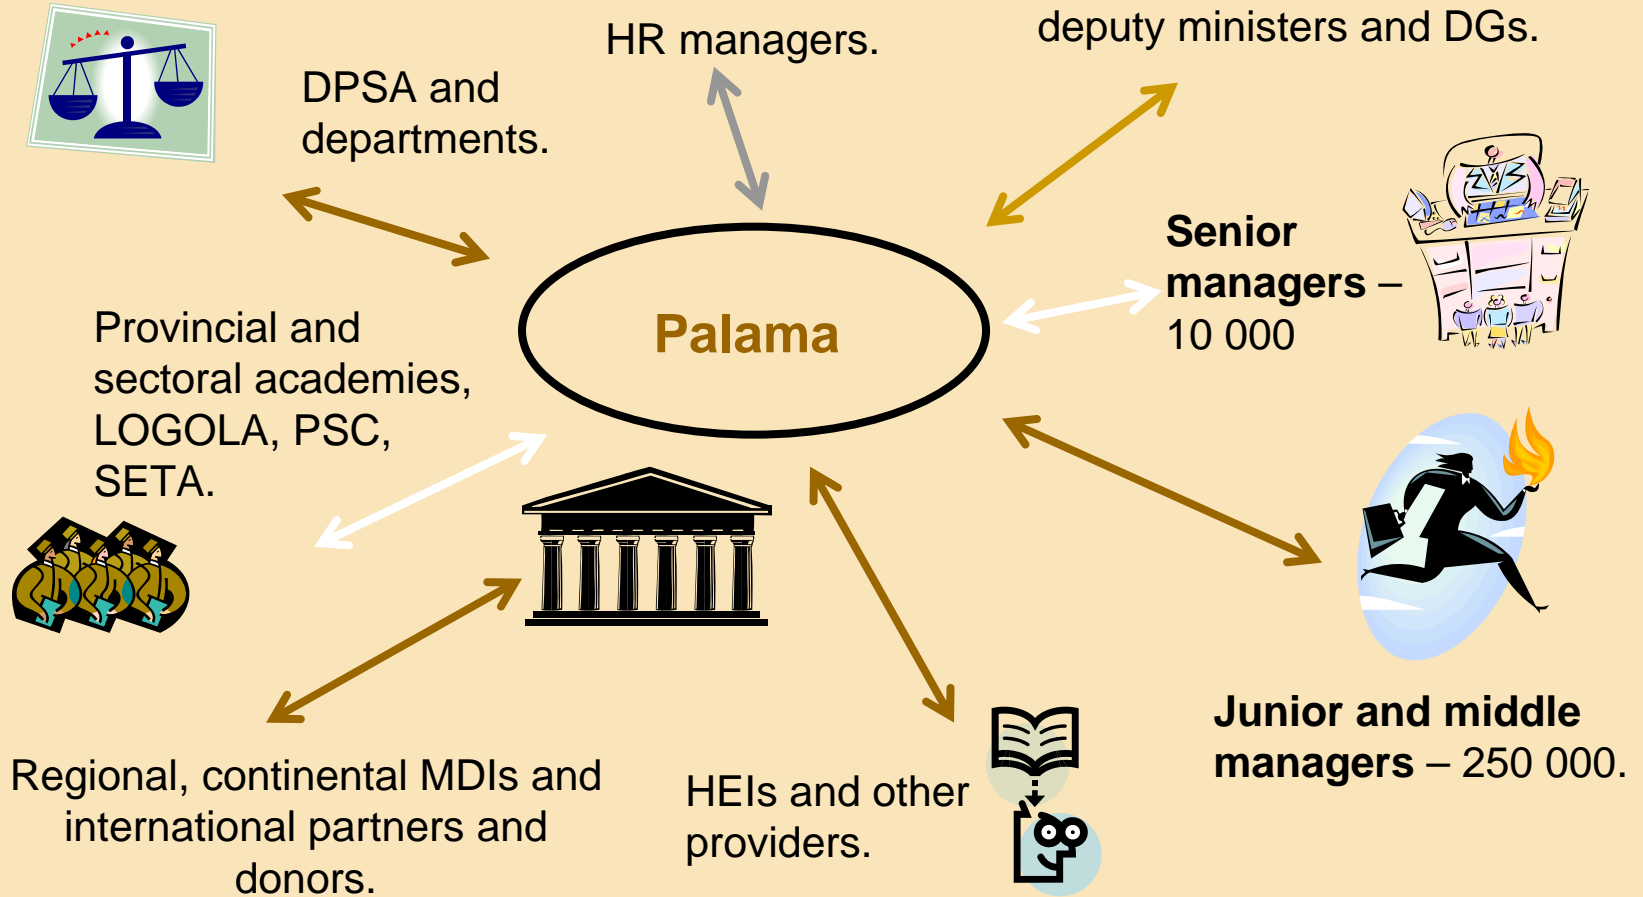 HR managers.
deputy ministers and DGs.
DPSA and
departments.
Senior
managers –
10 000
Palama
Provincial and
sectoral academies,
LOGOLA, PSC,
SETA.
Junior and middle
managers – 250 000.
Regional, continental MDIs and
international partners and
donors.
HEIs and other
providers.